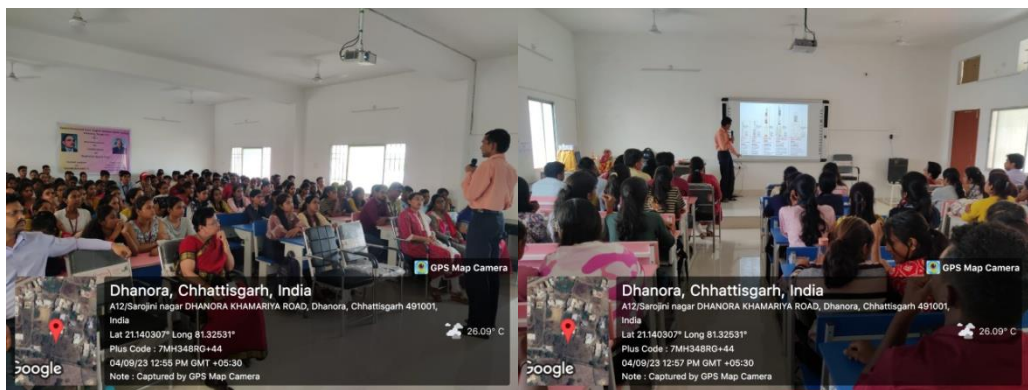 GPS Map Camera
Dhanora, Chhattisgarh, India
A12/Sarojini nagar DHANORA KHAMARIYA ROAD, Dhanora, Chhattisgarh 491001,
India
Lat 21.140307° Long 81.32531°
Plus Code : 7MH348RG+44
04/09/23 12:55 PM GMT +05:30
Note : Captured by GPS Map Camera
26.09° C
Google
GPS Map Camera
Dhanora, Chhattisgarh, India
A12/Sarojini nagar DHANORA KHAMARIYA ROAD, Dhanora, Chhattisgarh 491001,
India
Lat 21.140307° Long 81.32531°
Plus Code : 7MH348RG+44
04/09/23 12:57 PM GMT +05:30
Note : Captured by GPS Map Camera
26.09° C
Google